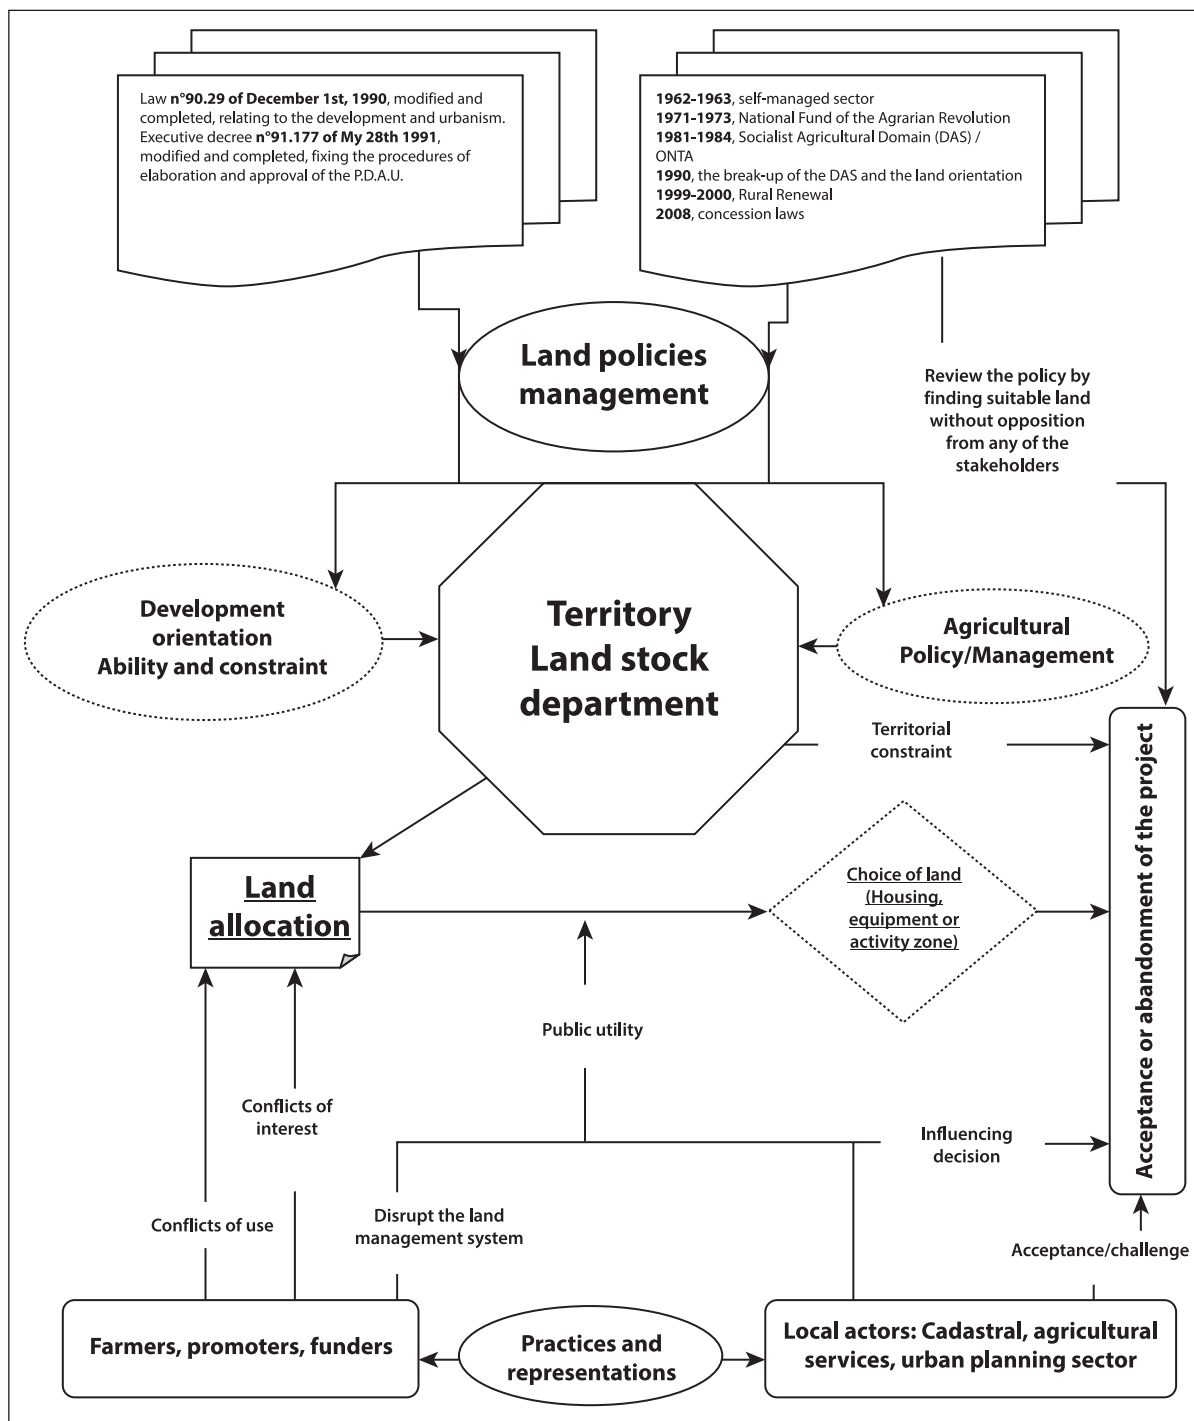 Law n°90.29 of December 1st, 1990, modified and
completed, relating to the development and urbanism.
Executive decree n°91.177 of My 28th 1991,
modified and completed, fixing the procedures of
elaboration and approval of the P.D.A.U.
1962-1963, self-managed sector
1971-1973, National Fund of the Agrarian Revolution
1981-1984, Socialist Agricultural Domain (DAS) /
ONTA
1990, the break-up of the DAS and the land orientation
1999-2000, Rural Renewal
2008, concession laws
Land policies
management
Review the policy by
finding suitable land
without opposition
from any of the
stakeholders
Development
orientation
Ability and constraint
Territory
Land stock
department
Agricultural
Policy/Management
Territorial
constraint
Acceptance or abandonment of the project
Land
allocation
Choice of land
(Housing,
equipment or
activity zone)
Public utility
Conflicts of
interest
Influencing
decision
Conflicts of use
Disrupt the land
management system
Acceptance/challenge
Farmers, promoters, funders
Practices and
representations
Local actors: Cadastral, agricultural
services, urban planning sector